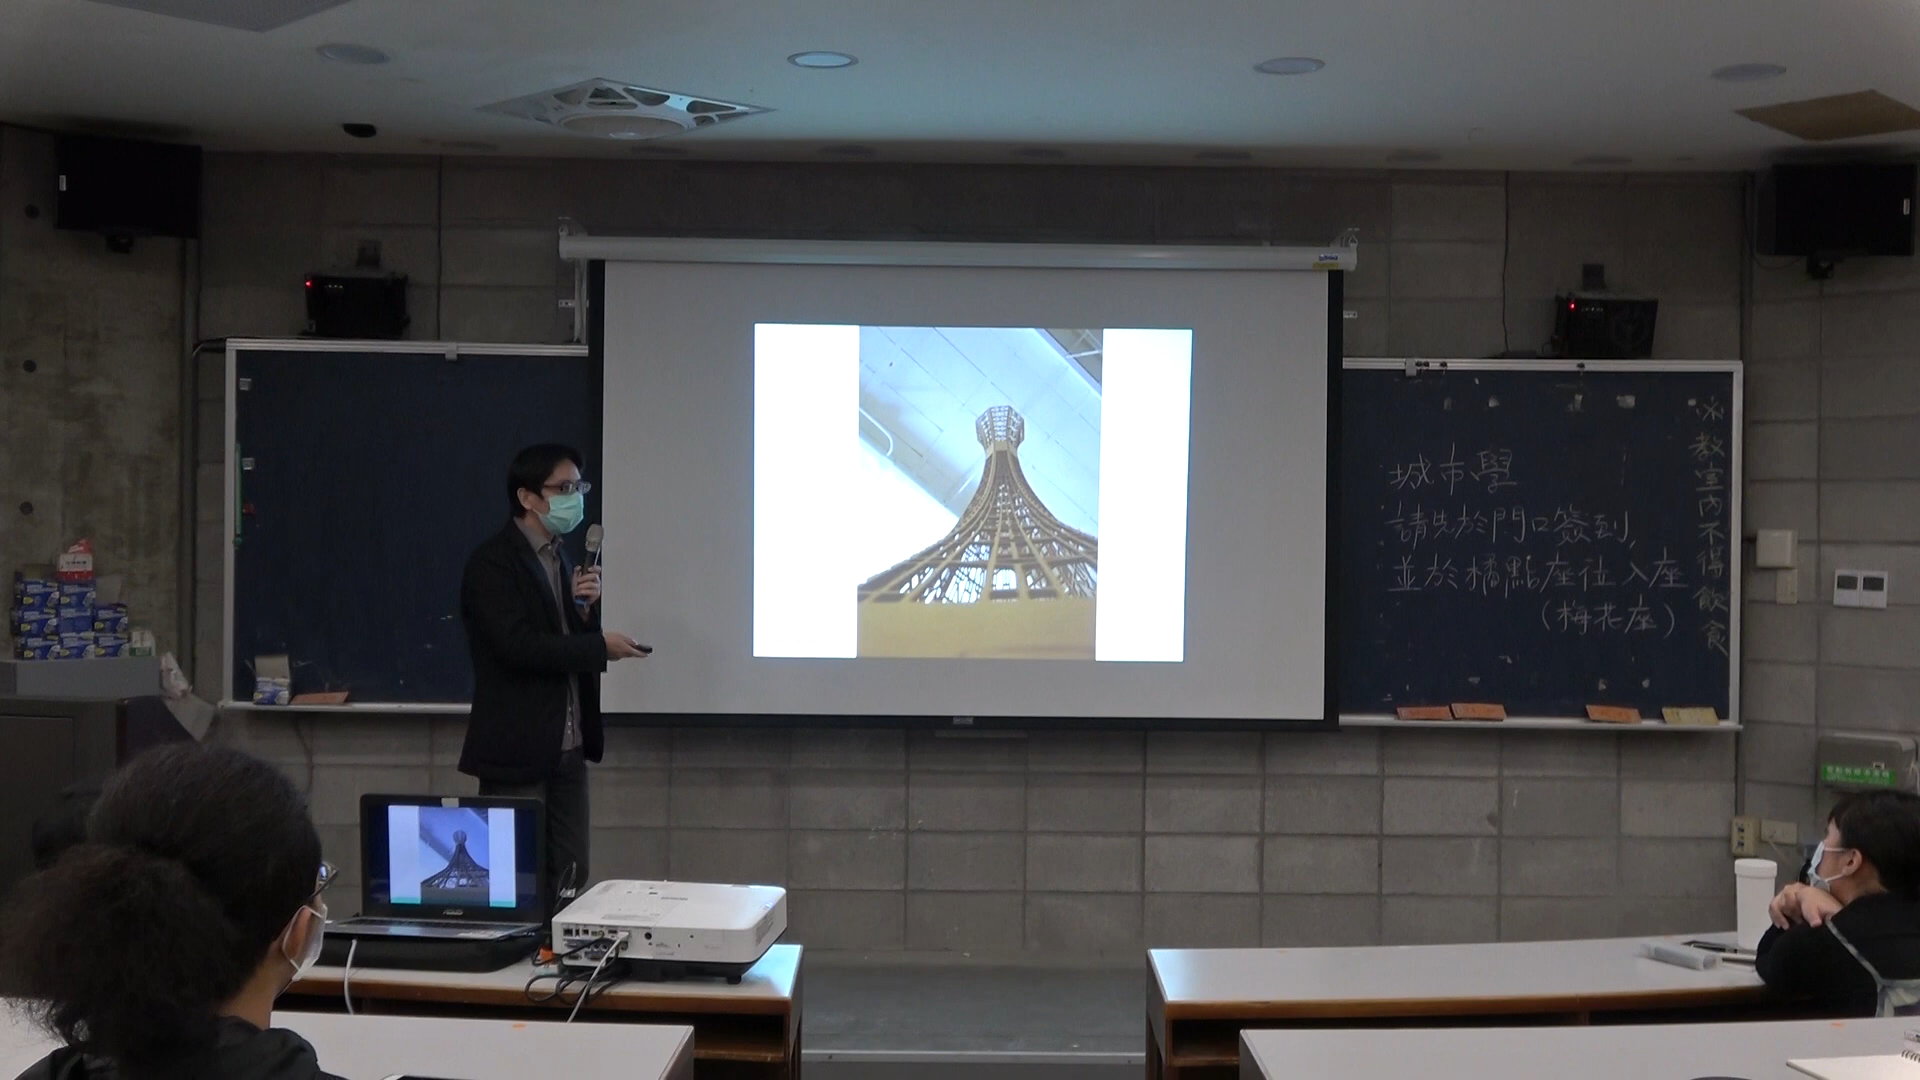 城市學
請先於門口簽到,
並於橘點座位入座
(梅花座)
※教室內不得飲食